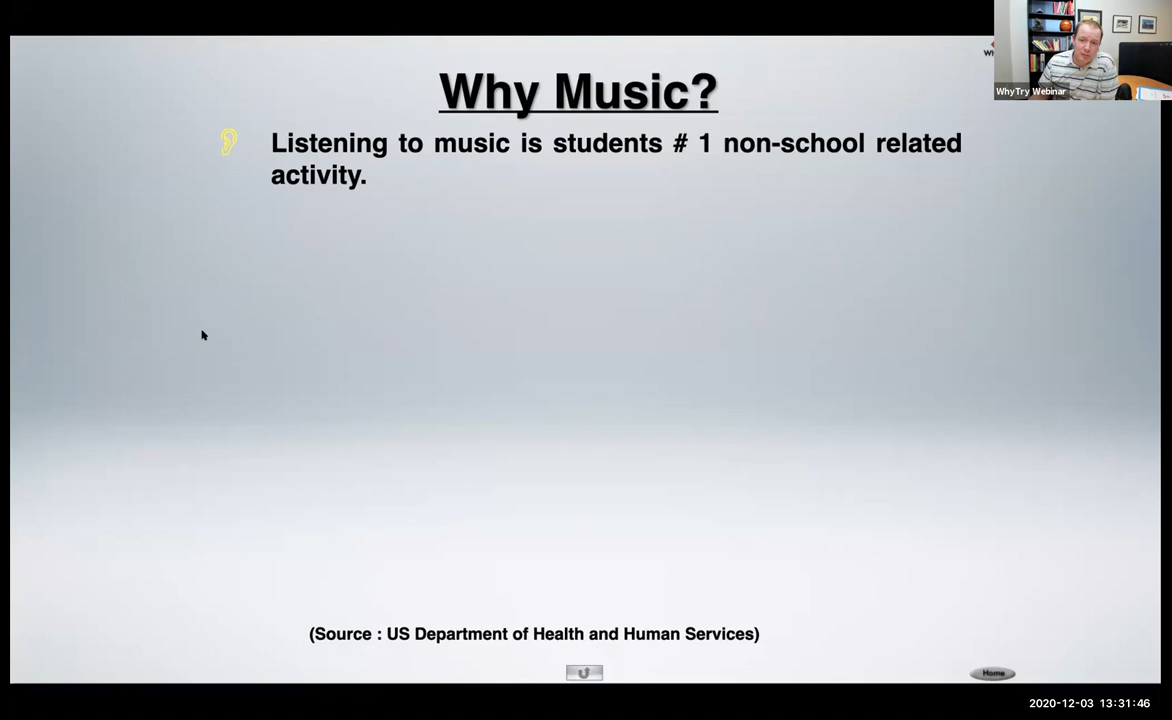 Why Music?
WhyTry Webinar
Listening to music is students # 1 non-school related
activity.
(Source : US Department of Health and Human Services)
Home
2020-12-03 13:31:46